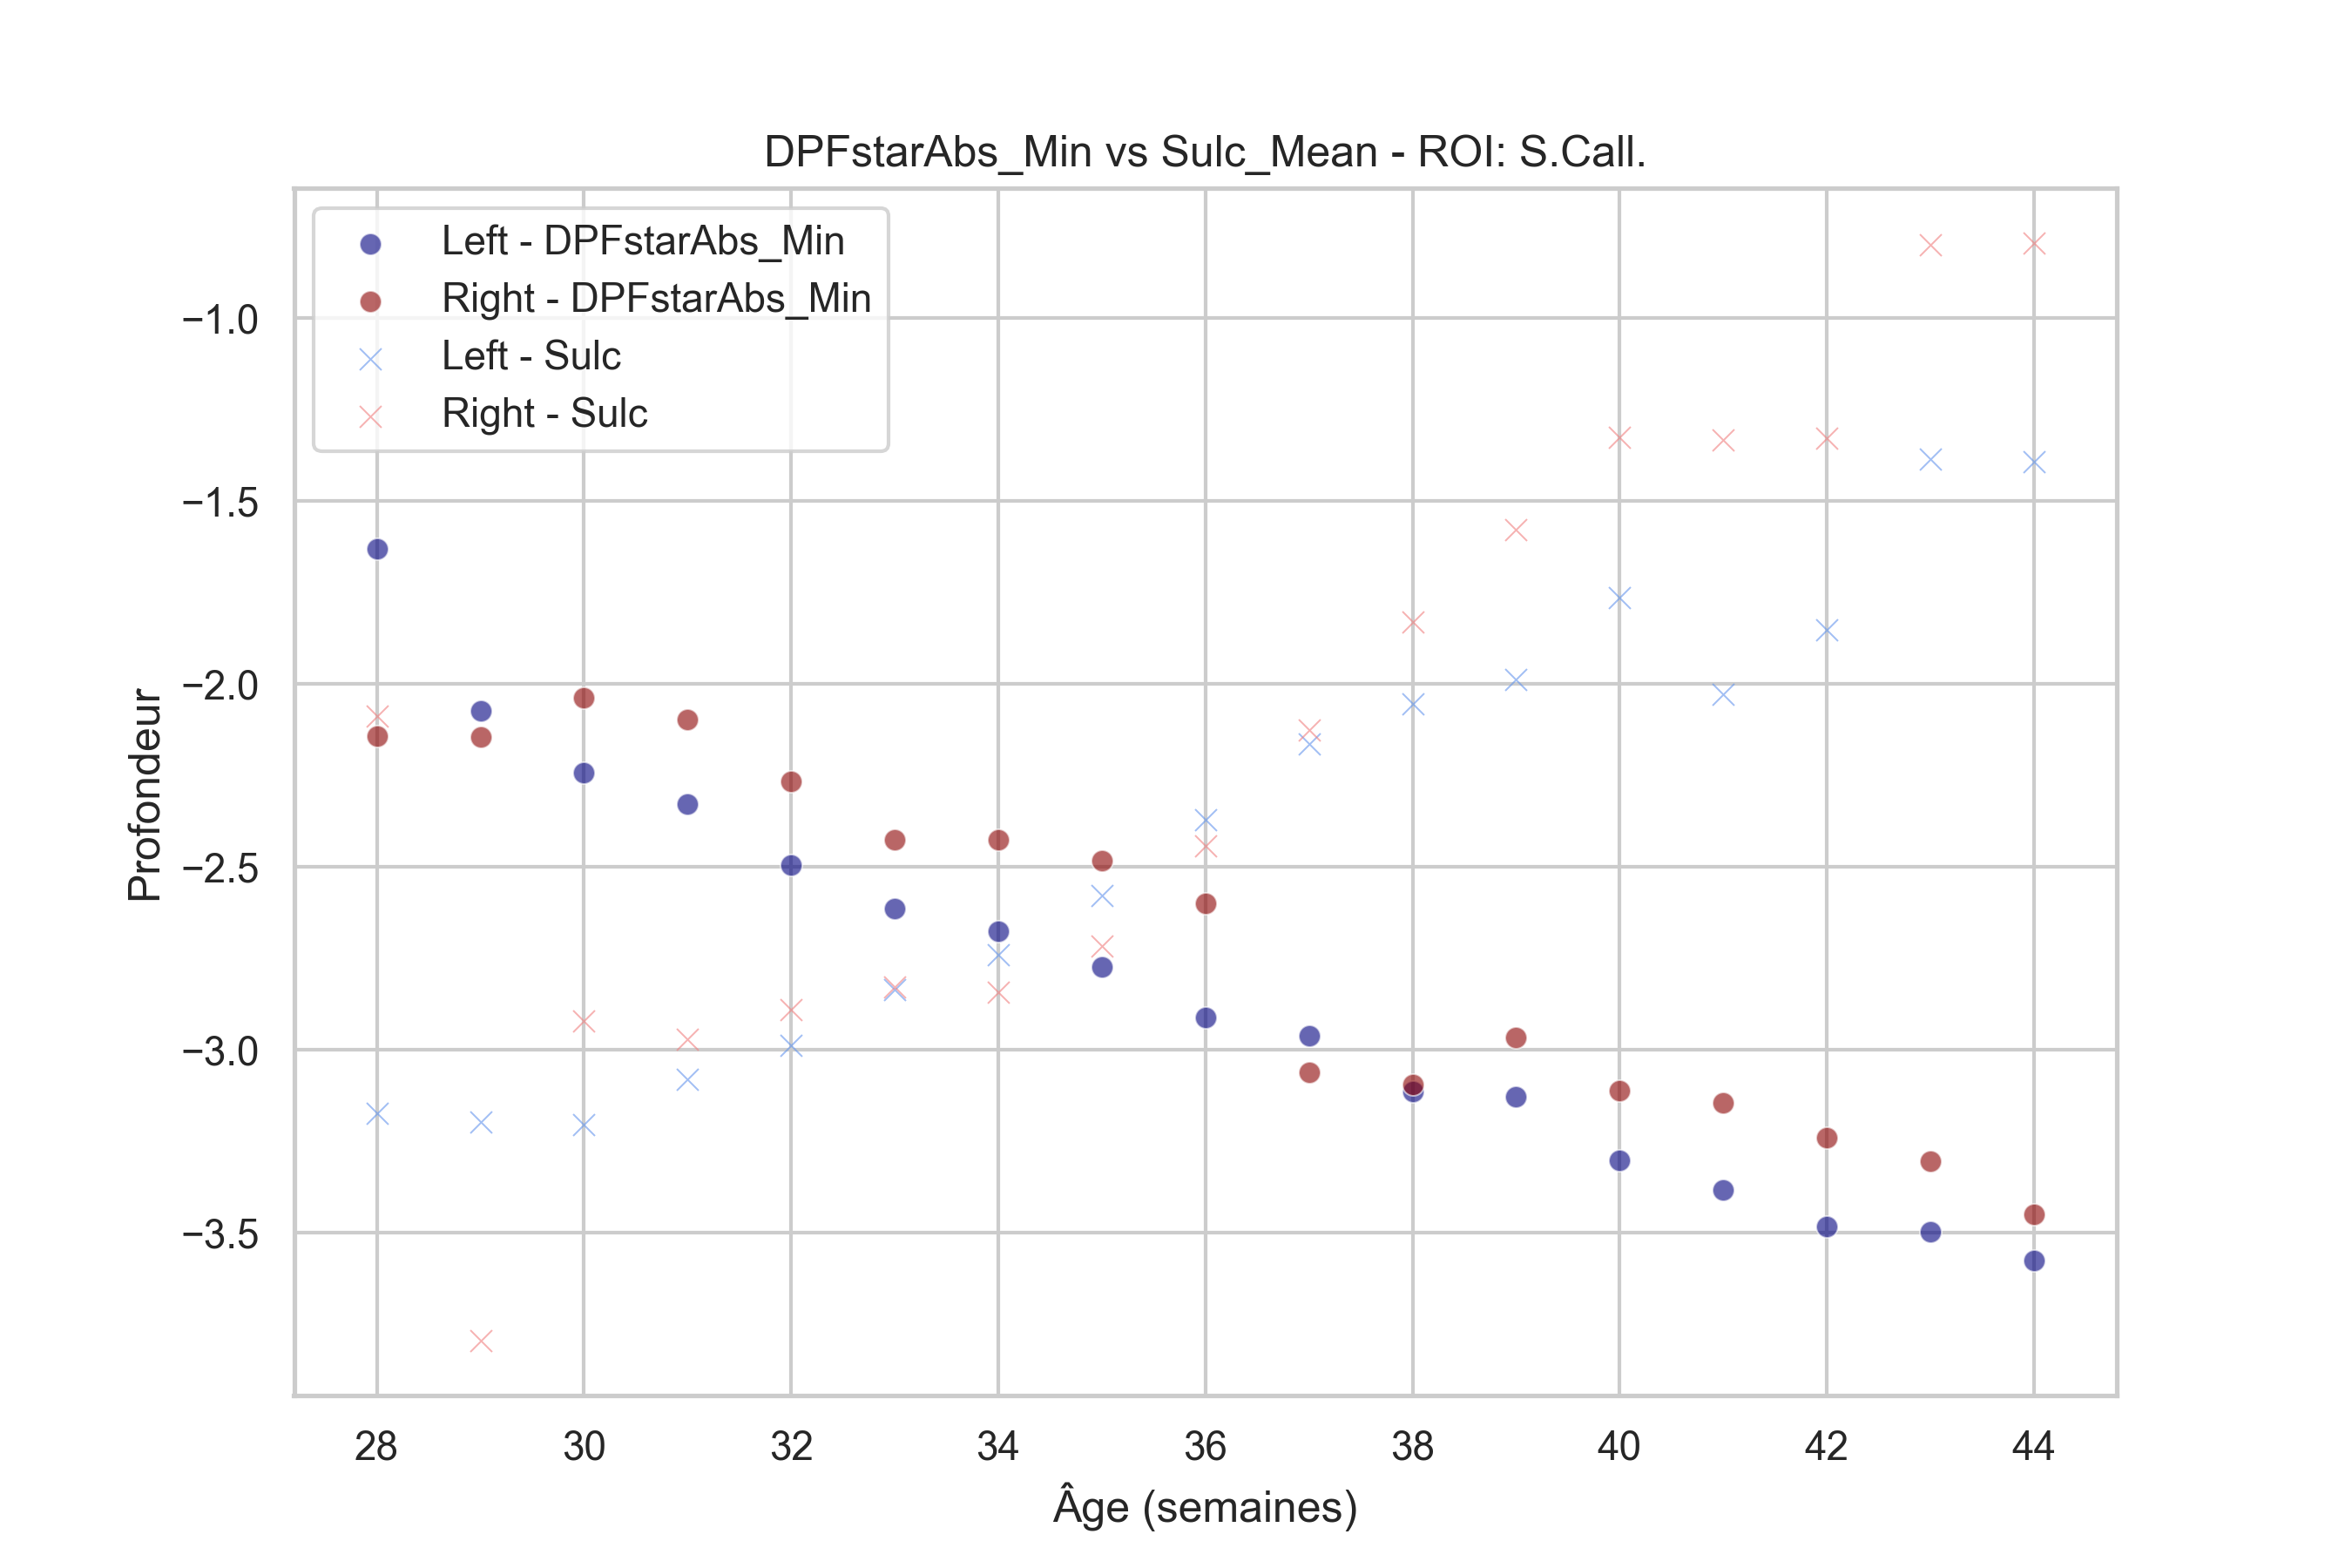 DPFstarAbs_Min vs Sulc_Mean - ROI: S.Call.
Left - DPFstarAbs_Min
Right - DPFstarAbs_Min
Left - Sulc
Right - Sulc
−1.0
−1.5
−2.0
−2.5
−3.0
−3.5
Profondeur
28 30 32 34 36 38 40 42 44
Âge (semaines)